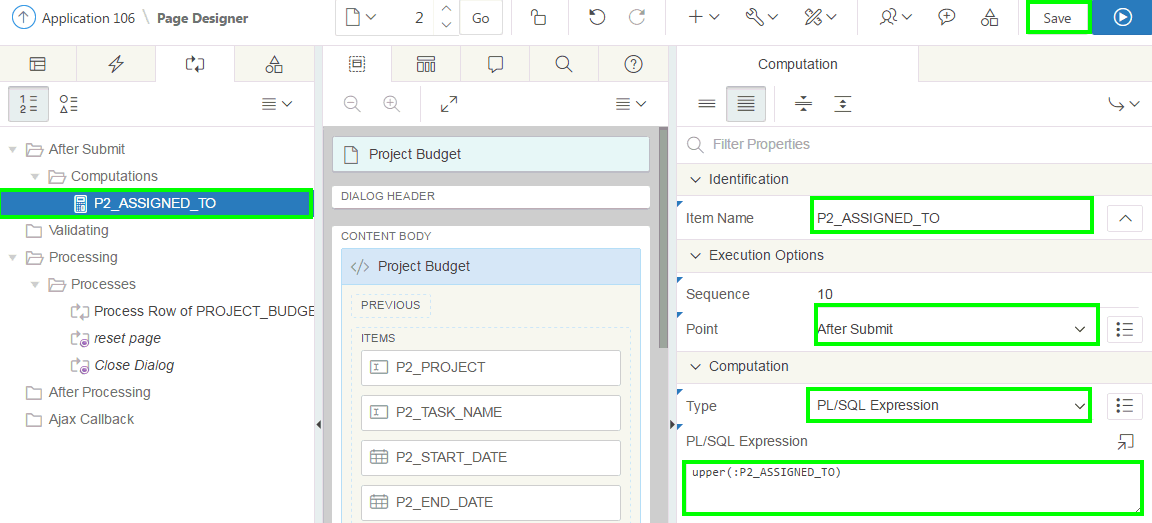 Application 106 \ Page Designer
2
Go
Save
After Submit
Computations
P2_ASSIGNED_TO
Validating
Processing
Processes
Process Row of PROJECT_BUDGE
reset page
Close Dialog
After Processing
Ajax Callback
Project Budget
DIALOG HEADER
CONTENT BODY
Project Budget
PREVIOUS
ITEMS
P2_PROJECT
P2_TASK_NAME
P2_START_DATE
P2_END_DATE
Computation
Filter Properties
Identification
Item Name P2_ASSIGNED_TO
Execution Options
Sequence 10
Point After Submit
Computation
Type PL/SQL Expression
PL/SQL Expression
upper(:P2_ASSIGNED_TO)